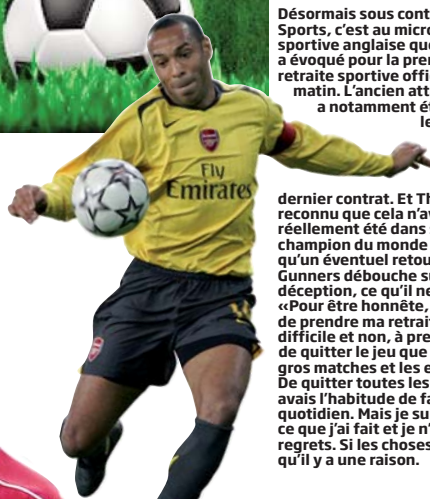 Désormais sous cont
Sports, c'est au micro
sportive anglaise que
a évoqué pour la prem
retraite sportive offic
matin. L'ancien att
a notamment ét
le
dernier contrat. Et Th
reconnu que cela n'av
réellement été dans
champion du monde
qu'un éventuel retou
Gunners débouche su
déception, ce qu'il ne
«Pour être honnête,
de prendre ma retrait
difficile et non, à pre
de quitter le jeu que
gros matches et les e
De quitter toutes les
avais l'habitude de fa
quotidien. Mais je su
ce que j'ai fait et je n'
regrets. Si les choses
qu'il y a une raison.
Fly
Emirates